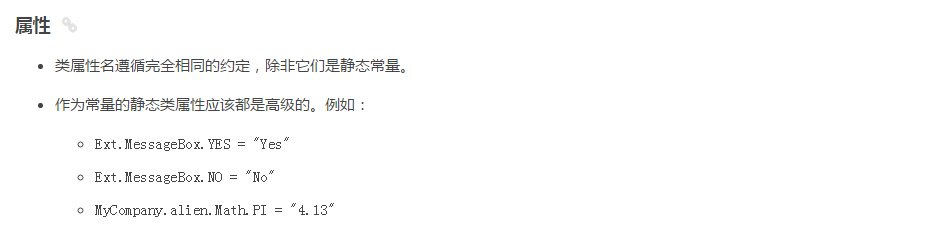 属性
类属性名遵循完全相同的约定，除非它们是静态常量。
作为常量的静态类属性应该都是高级的。例如：
Ext.MessageBox.YES = "Yes"
Ext.MessageBox.NO = "No"
MyCompany.alien.Math.PI = "4.13"